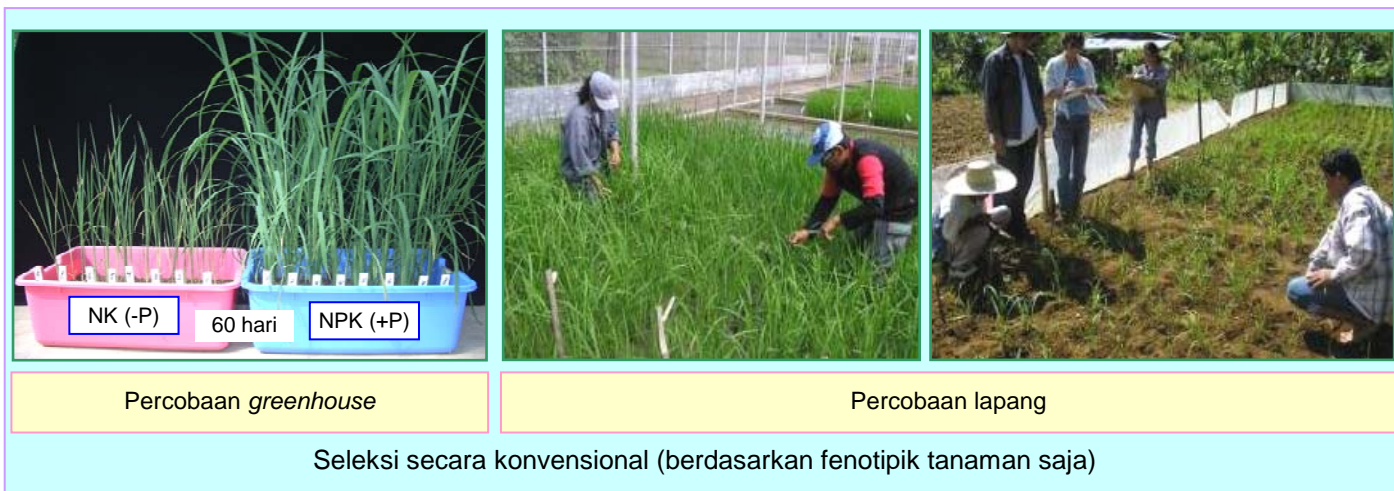 NK (-P)
60 hari
NPK (+P)
Percobaan greenhouse
Percobaan lapang
Seleksi secara konvensional (berdasarkan fenotipik tanaman saja)